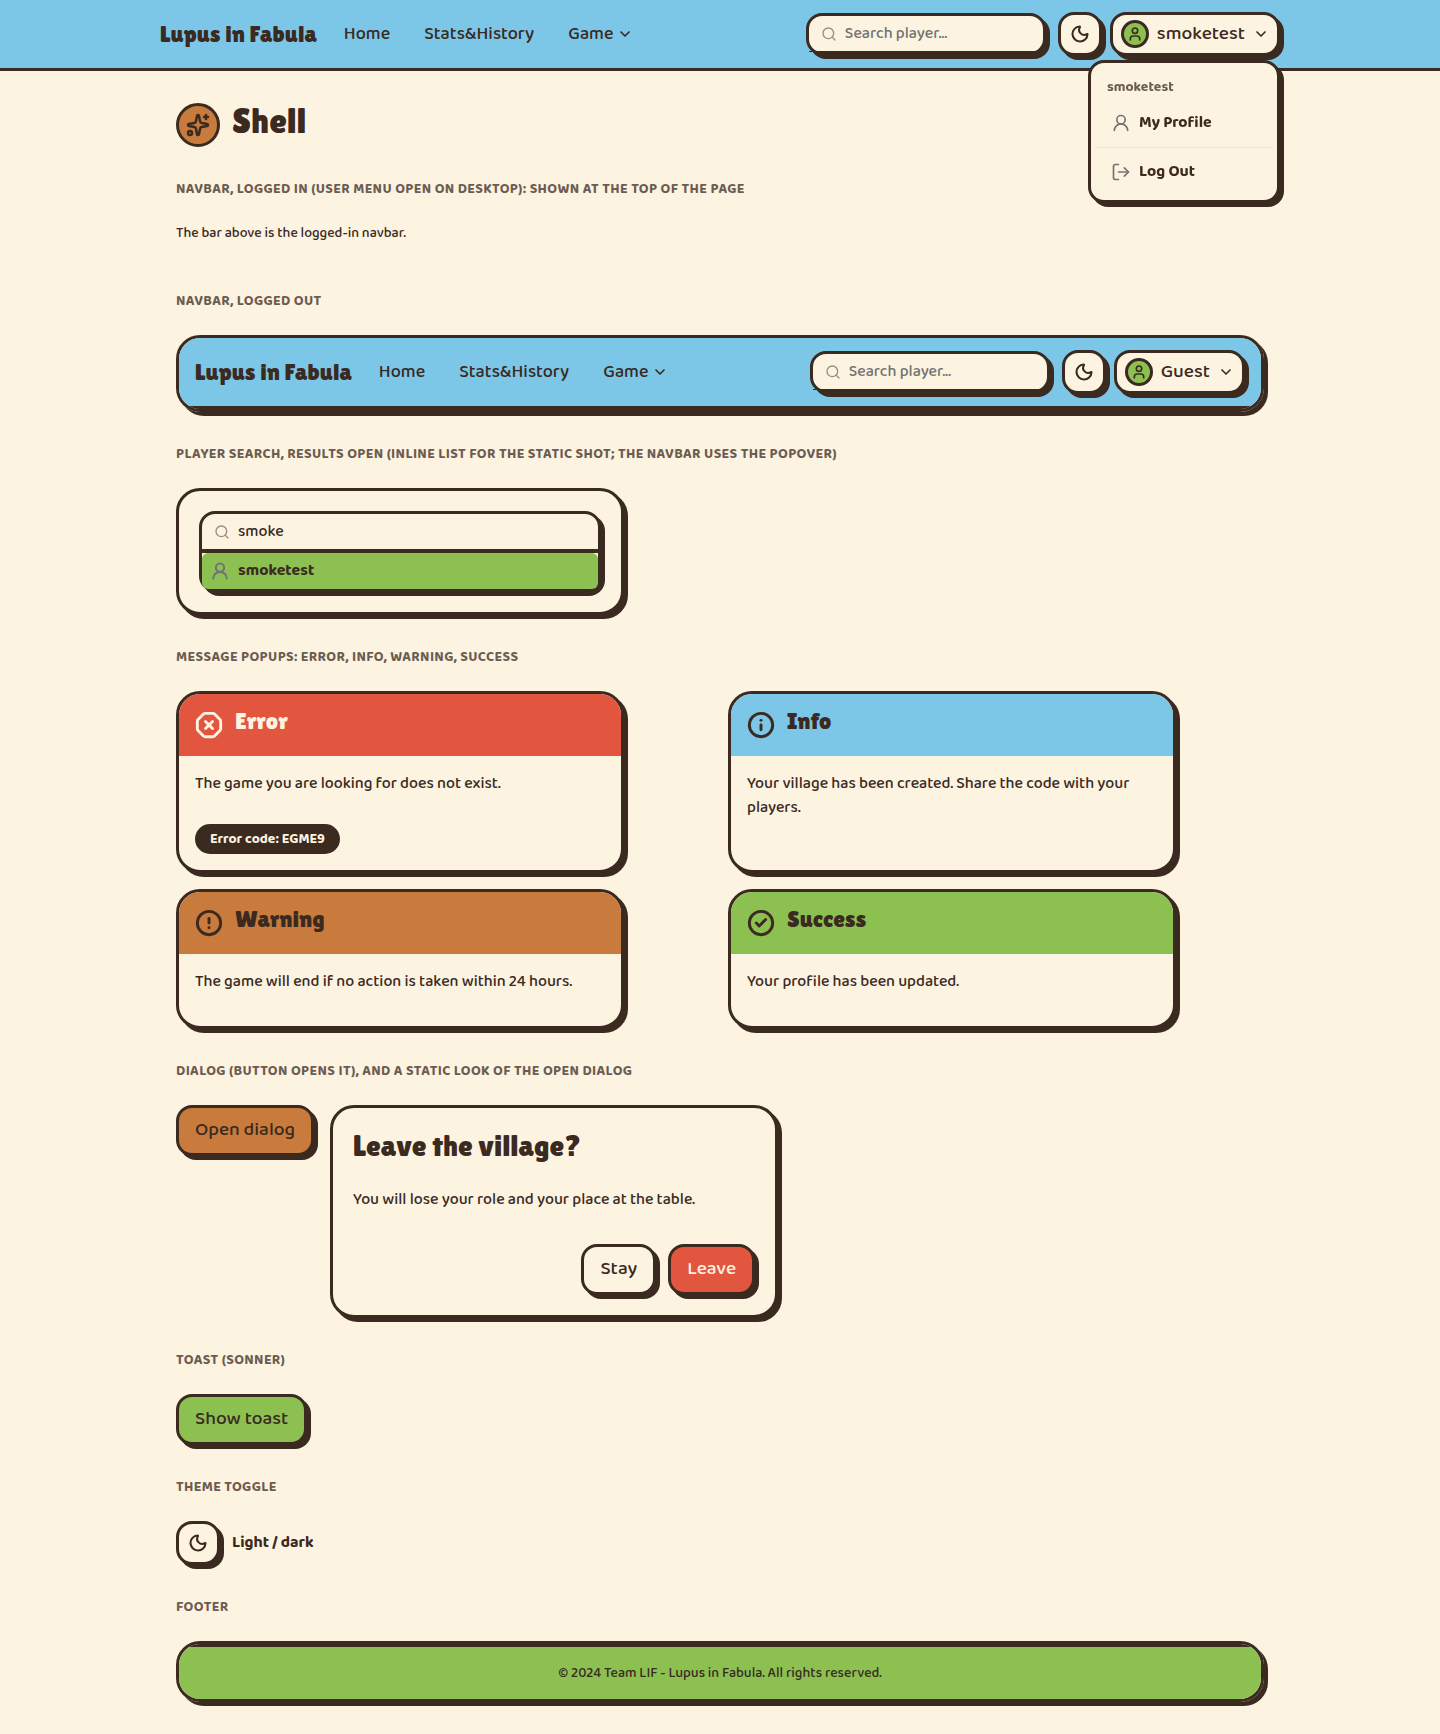 Lupus in Fabula
Home
Stats&History
Game
Search player...
smoketest
smoketest
My Profile
Log Out
Shell
NAVBAR, LOGGED IN (USER MENU OPEN ON DESKTOP): SHOWN AT THE TOP OF THE PAGE
The bar above is the logged-in navbar.
NAVBAR, LOGGED OUT
Lupus in Fabula
Home
Stats&History
Game
Search player...
Guest
PLAYER SEARCH, RESULTS OPEN (INLINE LIST FOR THE STATIC SHOT; THE NAVBAR USES THE POPOVER)
smoke
smoketest
MESSAGE POPUPS: ERROR, INFO, WARNING, SUCCESS
Error
The game you are looking for does not exist.
Error code: EGME9
Info
Your village has been created. Share the code with your
players.
Warning
The game will end if no action is taken within 24 hours.
Success
Your profile has been updated.
DIALOG (BUTTON OPENS IT), AND A STATIC LOOK OF THE OPEN DIALOG
Open dialog
Leave the village?
You will lose your role and your place at the table.
Stay
Leave
TOAST (SONNER)
Show toast
THEME TOGGLE
Light / dark
FOOTER
© 2024 Team LIF - Lupus in Fabula. All rights reserved.